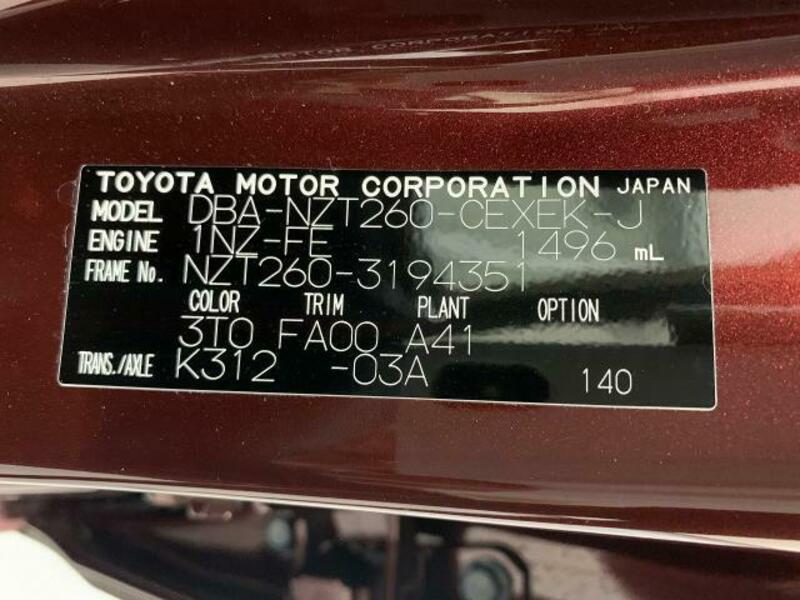 TOYOTA MOTOR CORPORATION JAPAN
MODEL DBA-NZT260-CEXEK-J
ENGINE 1NZ-FE 1496 mL
FRAME No. NZT260-3194351
COLOR TRIM PLANT OPTION
3T0 FA00 A41
TRANS./AXLE K312 -03A 140